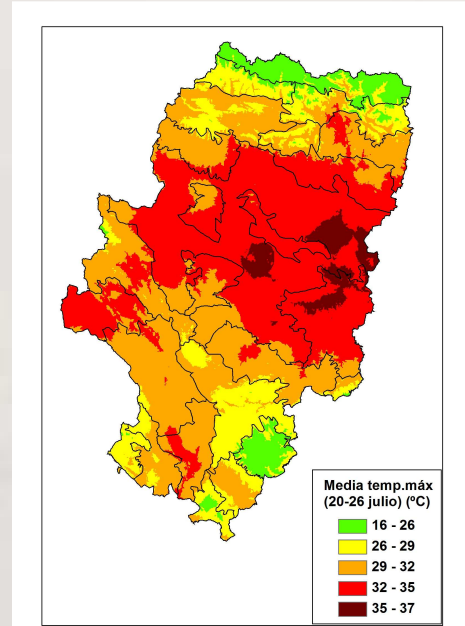 Media temp.máx
(20-26 julio) (ºC)
16 - 26
26 - 29
29 - 32
32 - 35
35 - 37